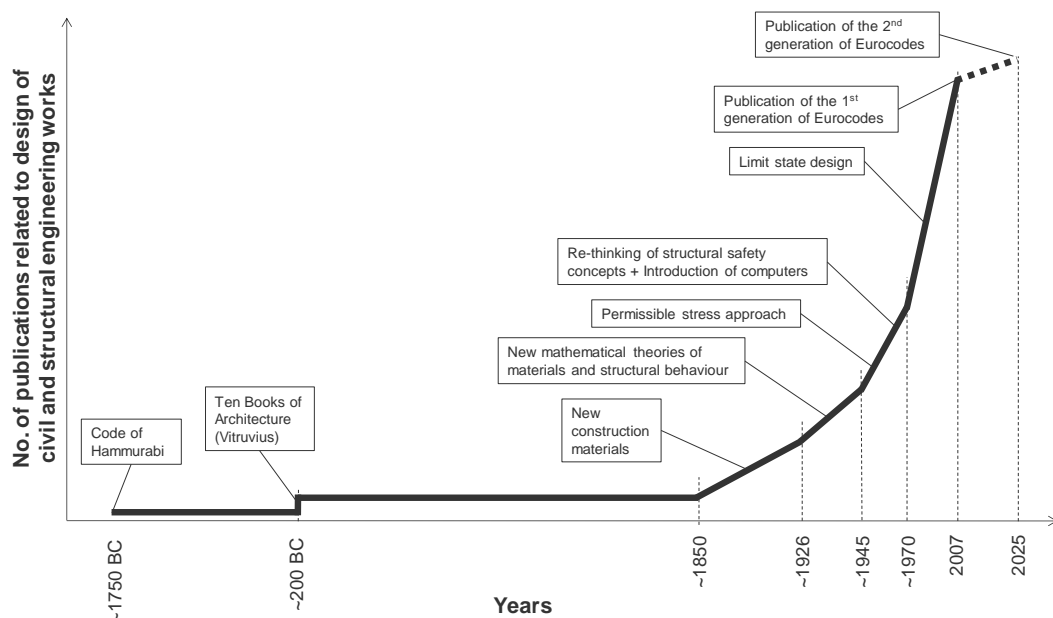 No. of publications related to design of
civil and structural engineering works
Publication of the 2nd
generation of Eurocodes
Publication of the 1st
generation of Eurocodes
Limit state design
Re-thinking of structural safety
concepts + Introduction of computers
Permissible stress approach
New mathematical theories of
materials and structural behaviour
New
construction
materials
Ten Books of
Architecture
(Vitruvius)
Code of
Hammurabi
~1750 BC
~200 BC
~1850
~1926
~1945
~1970
2007
2025
Years